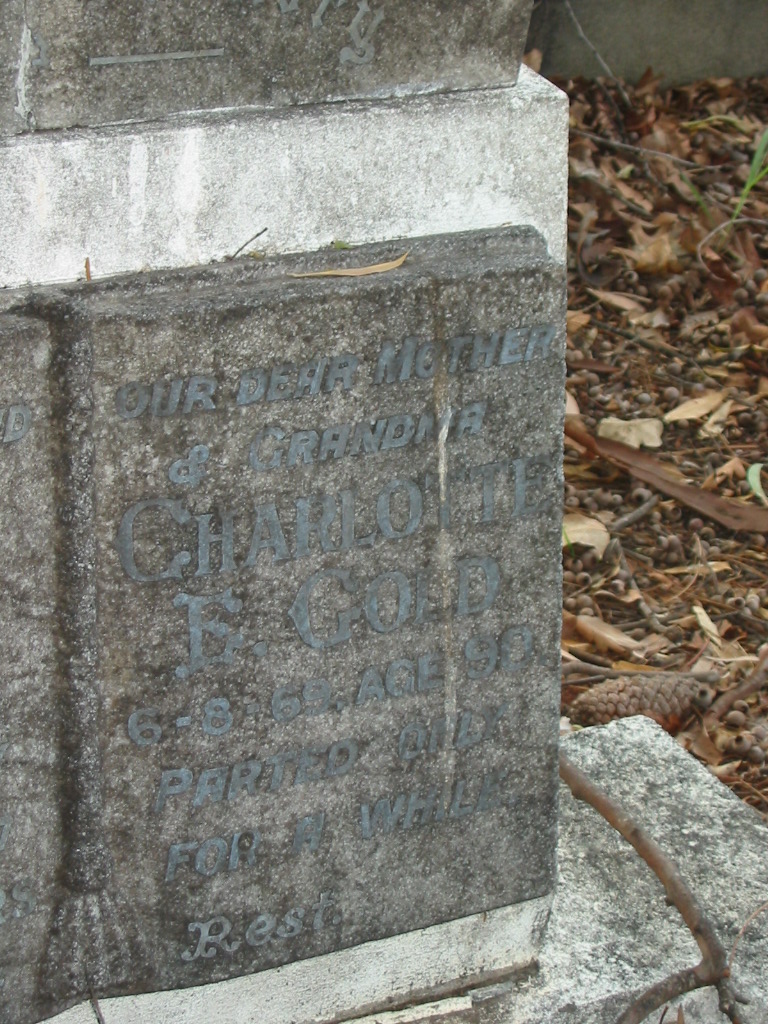 OUR DEAR MOTHER
& GRANDMA
CHARLOTTE
E. GOLD
6-8-69. AGE 90.
PARTED ONLY
FOR A WHILE.
Rest.